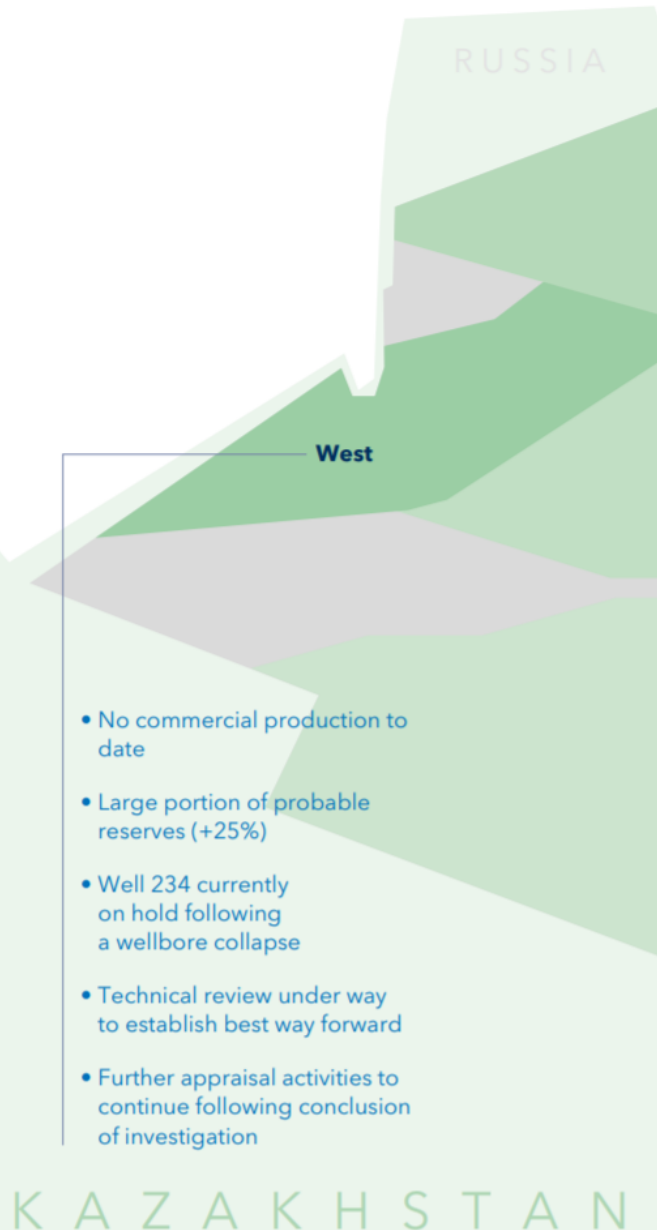 RUSSIA
West
• No commercial production to
date
• Large portion of probable
reserves (+25%)
• Well 234 currently
on hold following
a wellbore collapse
• Technical review under way
to establish best way forward
• Further appraisal activities to
continue following conclusion
of investigation
KAZAKHSTAN